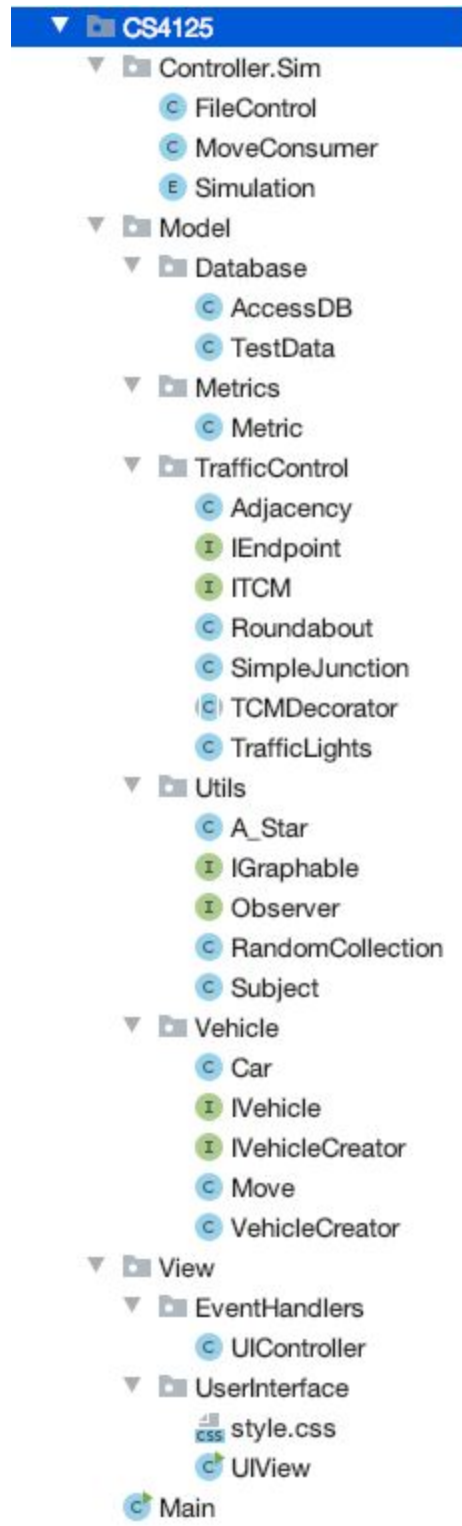 CS4125
Controller.Sim
C FileControl
C MoveConsumer
E Simulation
Model
Database
C AccessDB
C TestData
Metrics
C Metric
TrafficControl
C Adjacency
I IEndpoint
I ITCM
C Roundabout
C SimpleJunction
C TCMDecorator
C TrafficLights
Utils
C A_Star
I IGraphable
I Observer
C RandomCollection
C Subject
Vehicle
C Car
I IVehicle
I IVehicleCreator
C Move
C VehicleCreator
View
EventHandlers
C UIController
UserInterface
CSS style.css
C UIView
C Main